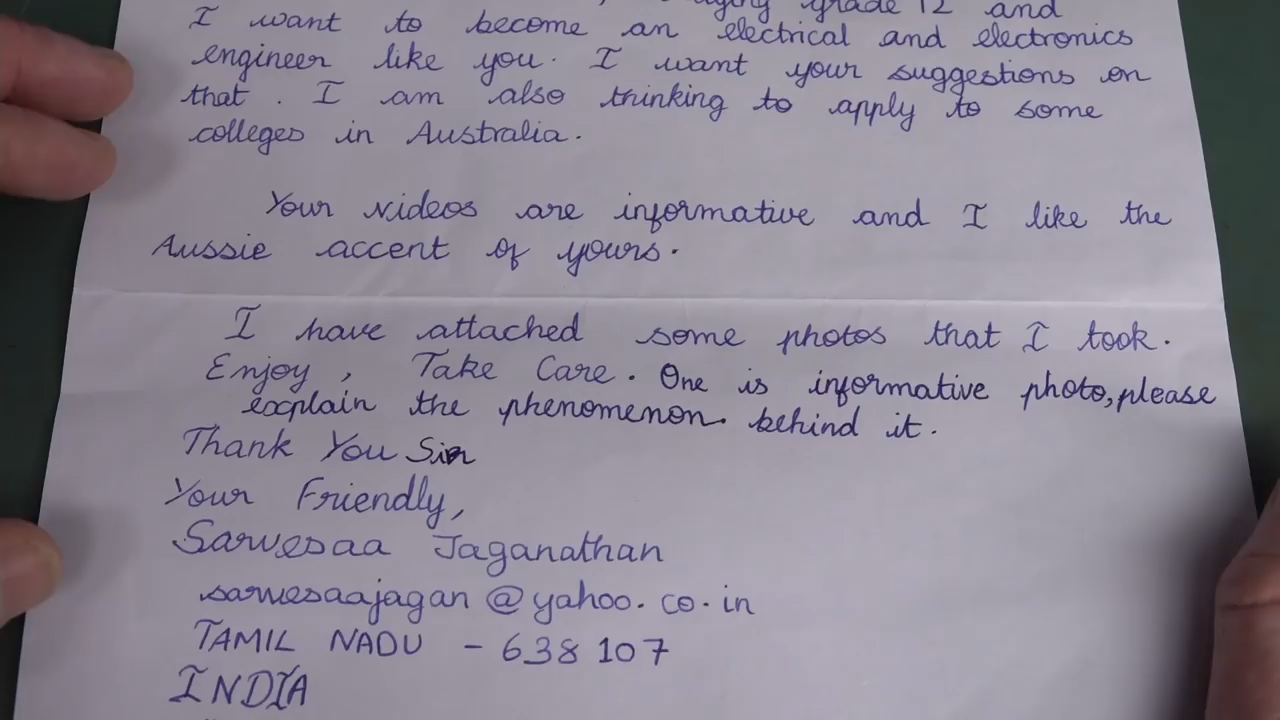 grade 12 and
I want to become an electrical and electronics
engineer like you. I want your suggestions on
that. I am also thinking to apply to some
colleges in Australia.
Your videos are informative and I like the
Aussie accent of yours.
I have attached some photos that I took.
Enjoy, Take Care. One is informative photo, please
explain the phenomenon. behind it.
Thank You Sir
Your Friendly,
Sarvesaa Jaganathan
sarvesaajagan@yahoo.co.in
TAMIL NADU - 638 107
INDIA